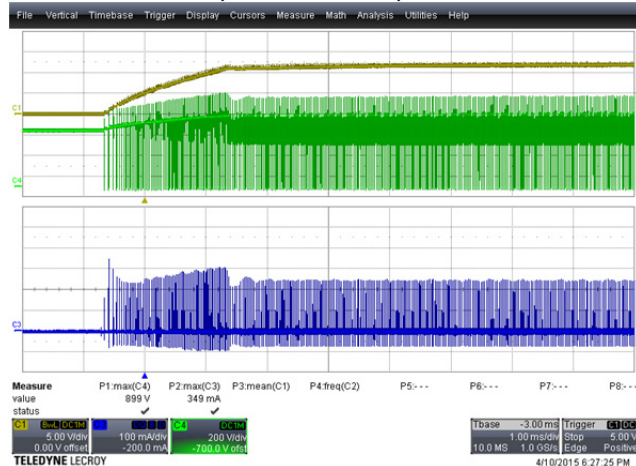 File Vertical Timebase Trigger Display Cursors Measure Math Analysis Utilities Help
C1
C4
C3
Measure P1:max(C4) P2:max(C3) P3:mean(C1) P4:freq(C2) P5:- - - P6:- - - P7:- - - P8:- -
value 899 V 349 mA
status ✓ ✓
C1 BwL DC1M
5.00 V/div
0.00 V offset
C3
100 mA/div
-200.0 mA
C4 DC1M
200 V/div
-700.0 V ofst
Tbase -3.00 ms
1.00 ms/div
10.0 MS 1.0 GS/s
Trigger C1 DC
Stop 5.00 V
Edge Positive
TELEDYNE LECROY
4/10/2015 6:27:25 PM